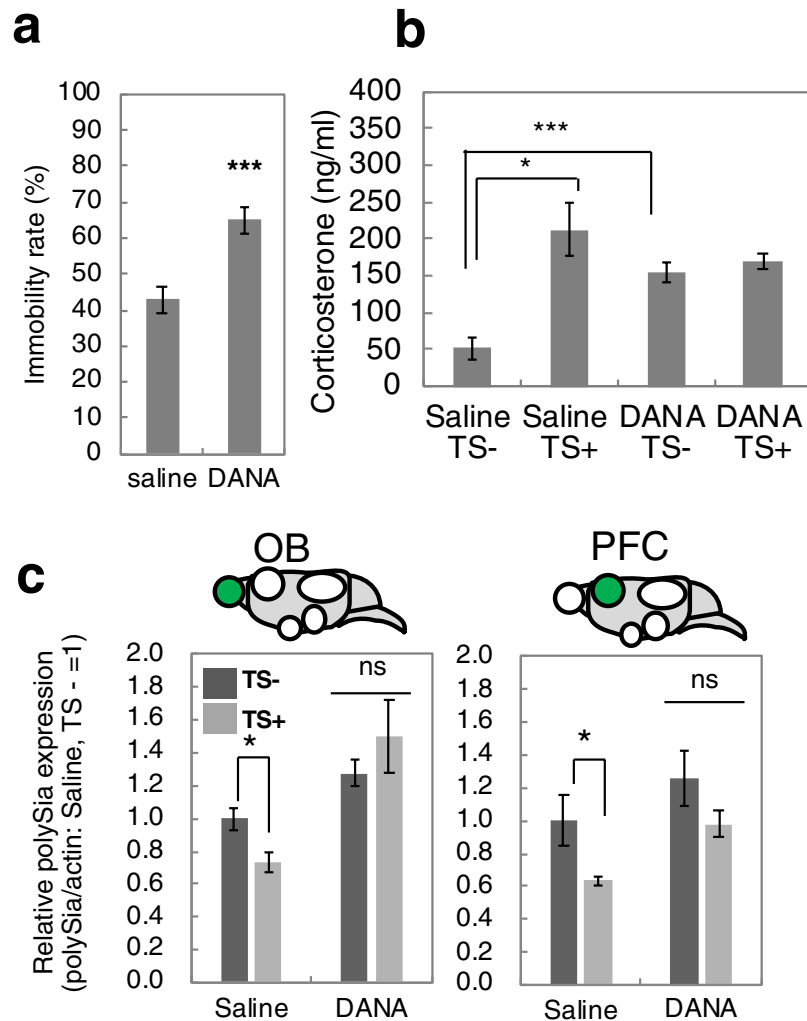 a
Immobility rate (%)
100
90
80
70
60
50
40
30
20
10
0
***
saline DANA
b
Corticosterone (ng/ml)
400
350
300
250
200
150
100
50
0
***
*
Saline Saline DANA DANA
TS- TS+ TS- TS+
c
Relative polySia expression
(polySia/actin: Saline, TS - =1)
OB
2.0
1.8
1.6
1.4
1.2
1.0
0.8
0.6
0.4
0.2
0.0
TS-
TS+
*
ns
Saline DANA
PFC
2.0
1.8
1.6
1.4
1.2
1.0
0.8
0.6
0.4
0.2
0.0
*
ns
Saline DANA